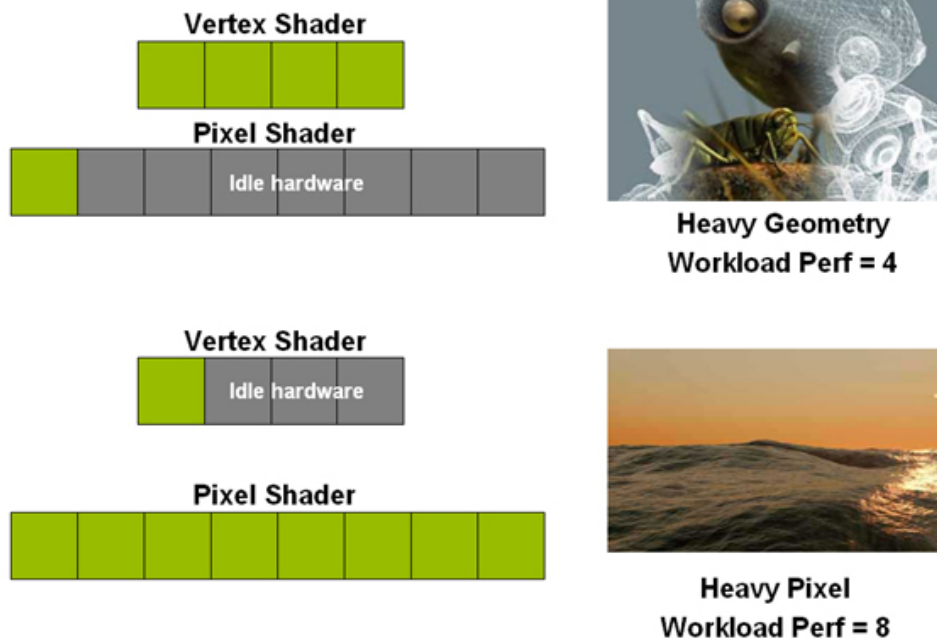 Vertex Shader
Pixel Shader
Idle hardware
Heavy Geometry
Workload Perf = 4
Vertex Shader
Idle hardware
Pixel Shader
Heavy Pixel
Workload Perf = 8